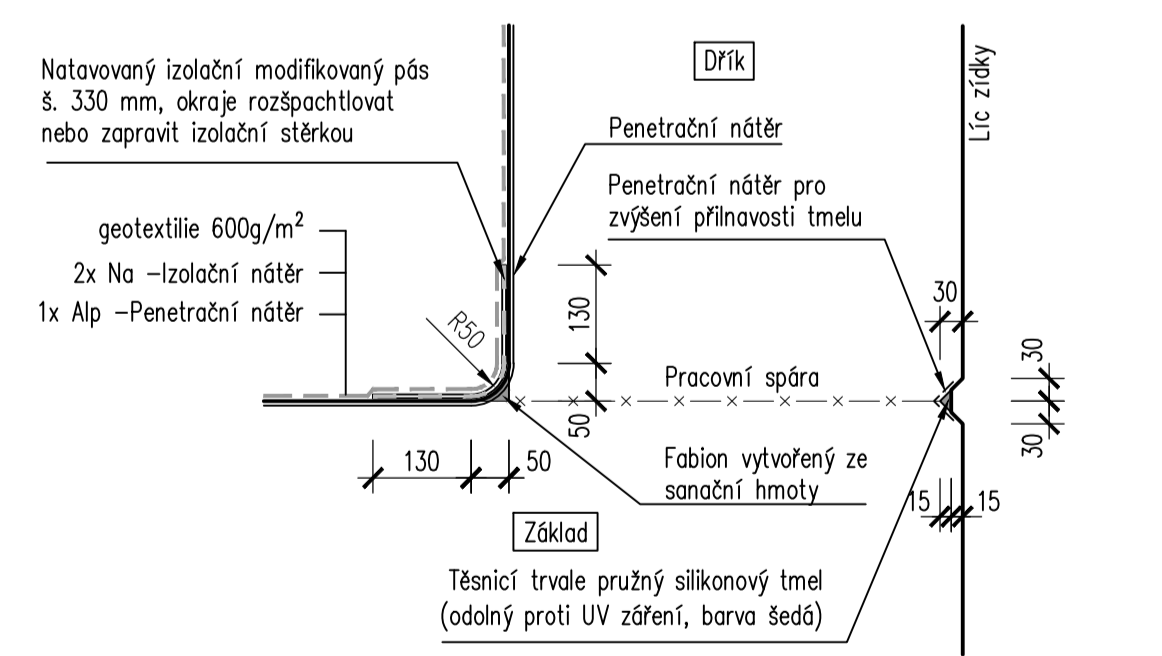 Natavovaný izolační modifikovaný pás
š. 330 mm, okraje rozšpachtlovat
nebo zapravit izolační stěrkou
Dřík
Líc zídky
Penetrační nátěr
Penetrační nátěr pro
zvýšení přilnavosti tmelu
geotextilie 600g/m²
2x Na –Izolační nátěr
1x Alp –Penetrační nátěr
R50
130
50
30
30
30
Pracovní spára
130
50
Fabion vytvořený ze
sanační hmoty
15
15
Základ
Těsnicí trvale pružný silikonový tmel
(odolný proti UV záření, barva šedá)